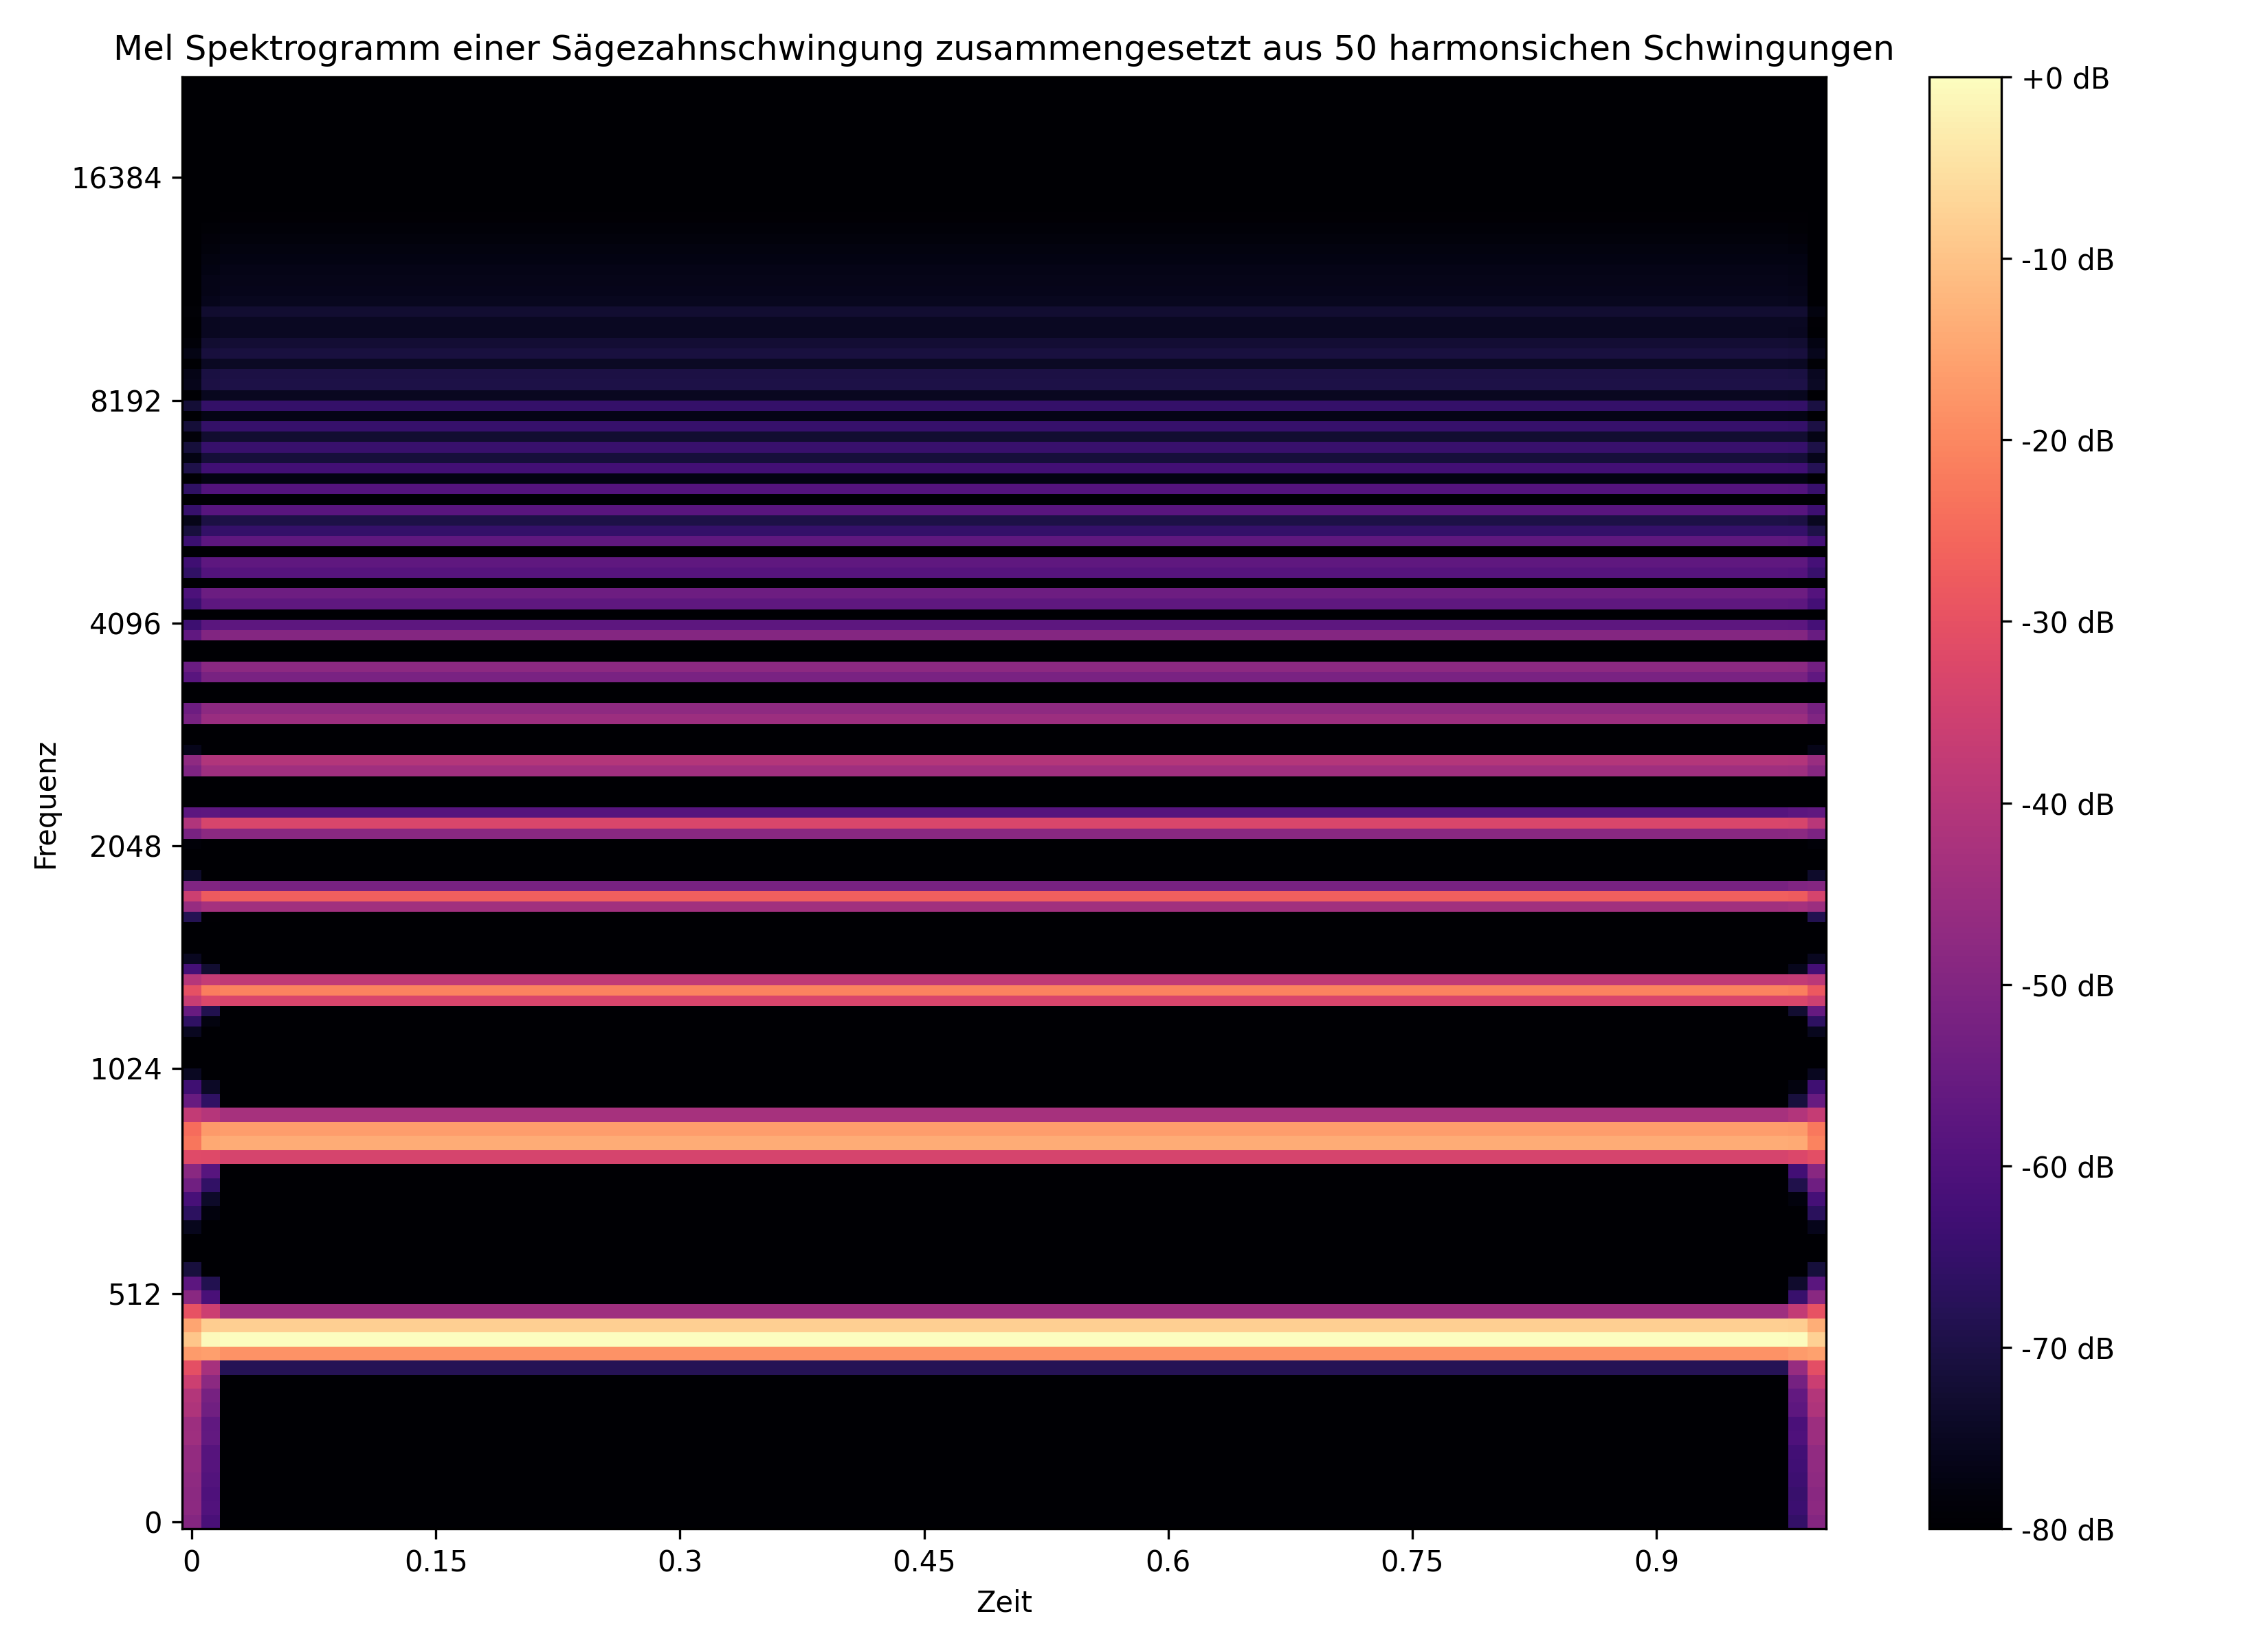 Mel Spektrogramm einer Sägezahnschwingung zusammengesetzt aus 50 harmonsichen Schwingungen
Frequenz
16384
8192
4096
2048
1024
512
0
0 0.15 0.3 0.45 0.6 0.75 0.9
Zeit
+0 dB
-10 dB
-20 dB
-30 dB
-40 dB
-50 dB
-60 dB
-70 dB
-80 dB